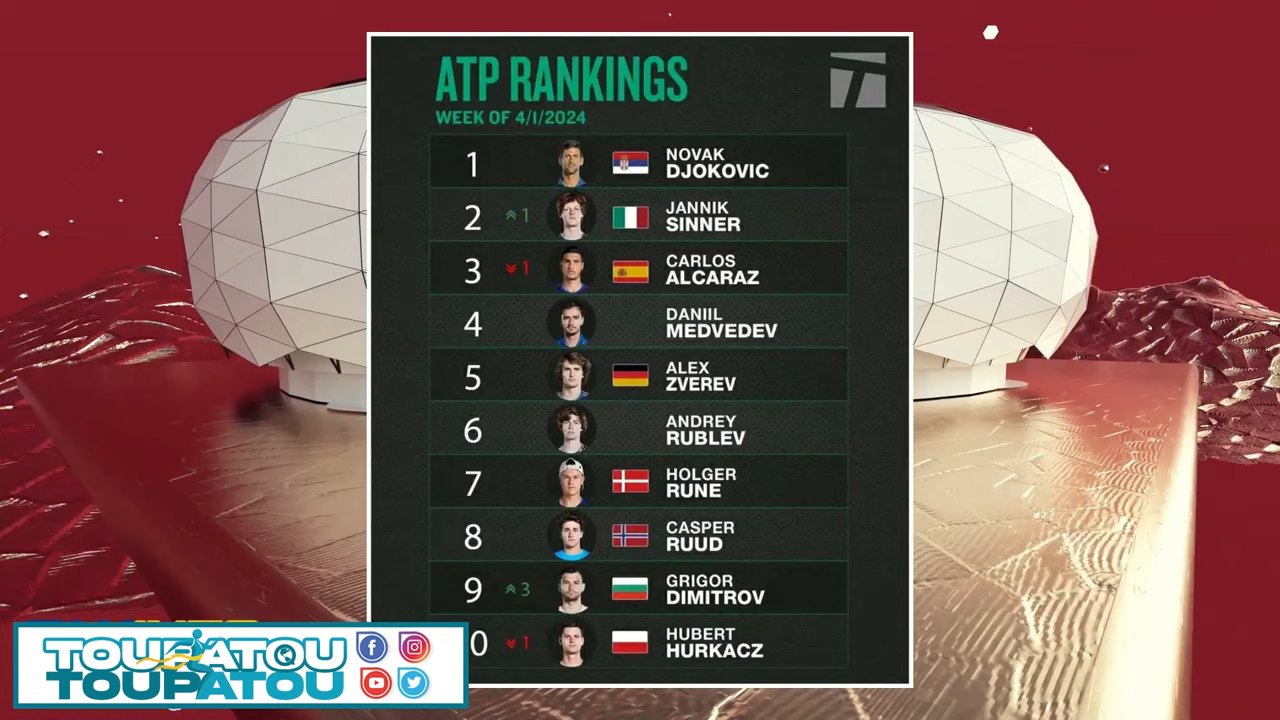 ATP RANKINGS
WEEK OF 4/1/2024
1 NOVAK
DJOKOVIC
2 1 JANNIK
SINNER
3 1 CARLOS
ALCARAZ
4 DANIIL
MEDVEDEV
5 ALEX
ZVEREV
6 ANDREY
RUBLEV
7 HOLGER
RUNE
8 CASPER
RUUD
9 3 GRIGOR
DIMITROV
0 1 HUBERT
HURKACZ
TOUPATOU
TOUPATOU